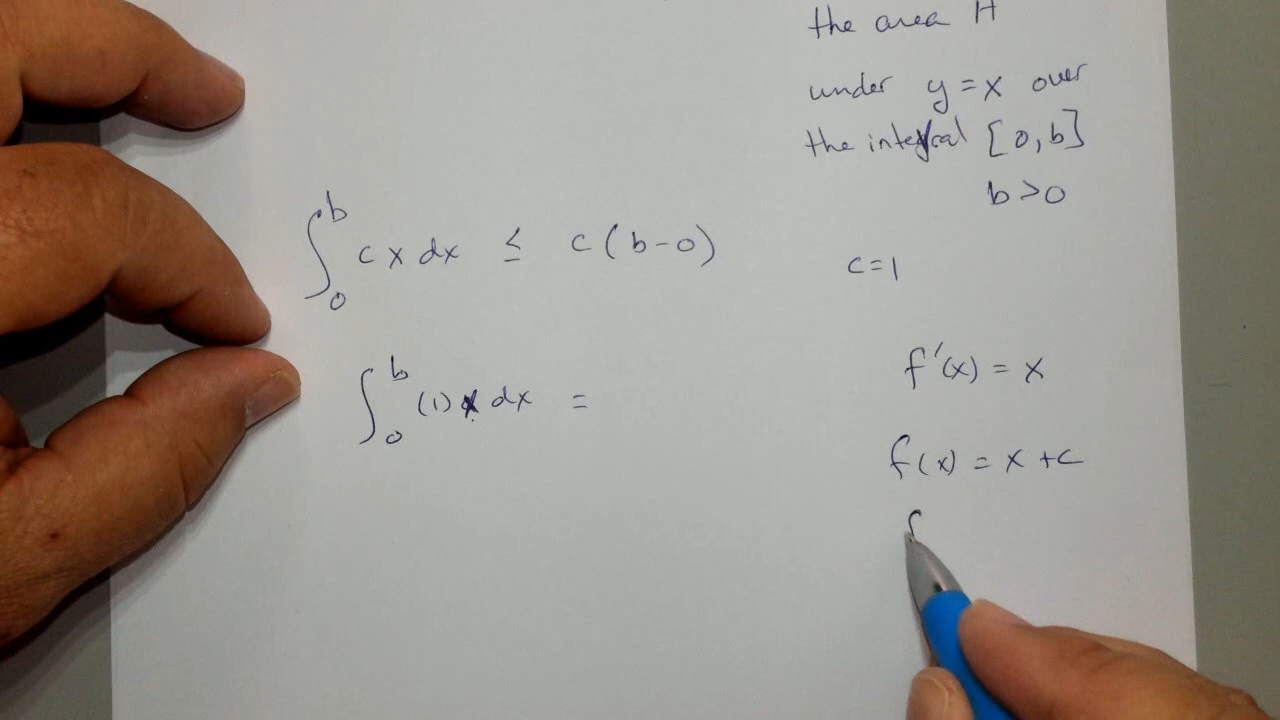 the area A
under y = x over
the integral [0, b]
b > 0
∫₀ᵇ c x dx ≤ c (b - 0)
c = 1
∫₀ᵇ (1) x dx =
f'(x) = x
f(x) = x + c